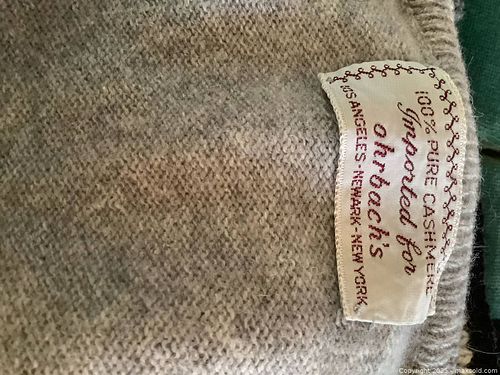 100% PURE CASHMERE
Imported for
ohrbach's
LOS ANGELES-NEWARK-NEW YORK
Copyright 2025 - maxsold.com